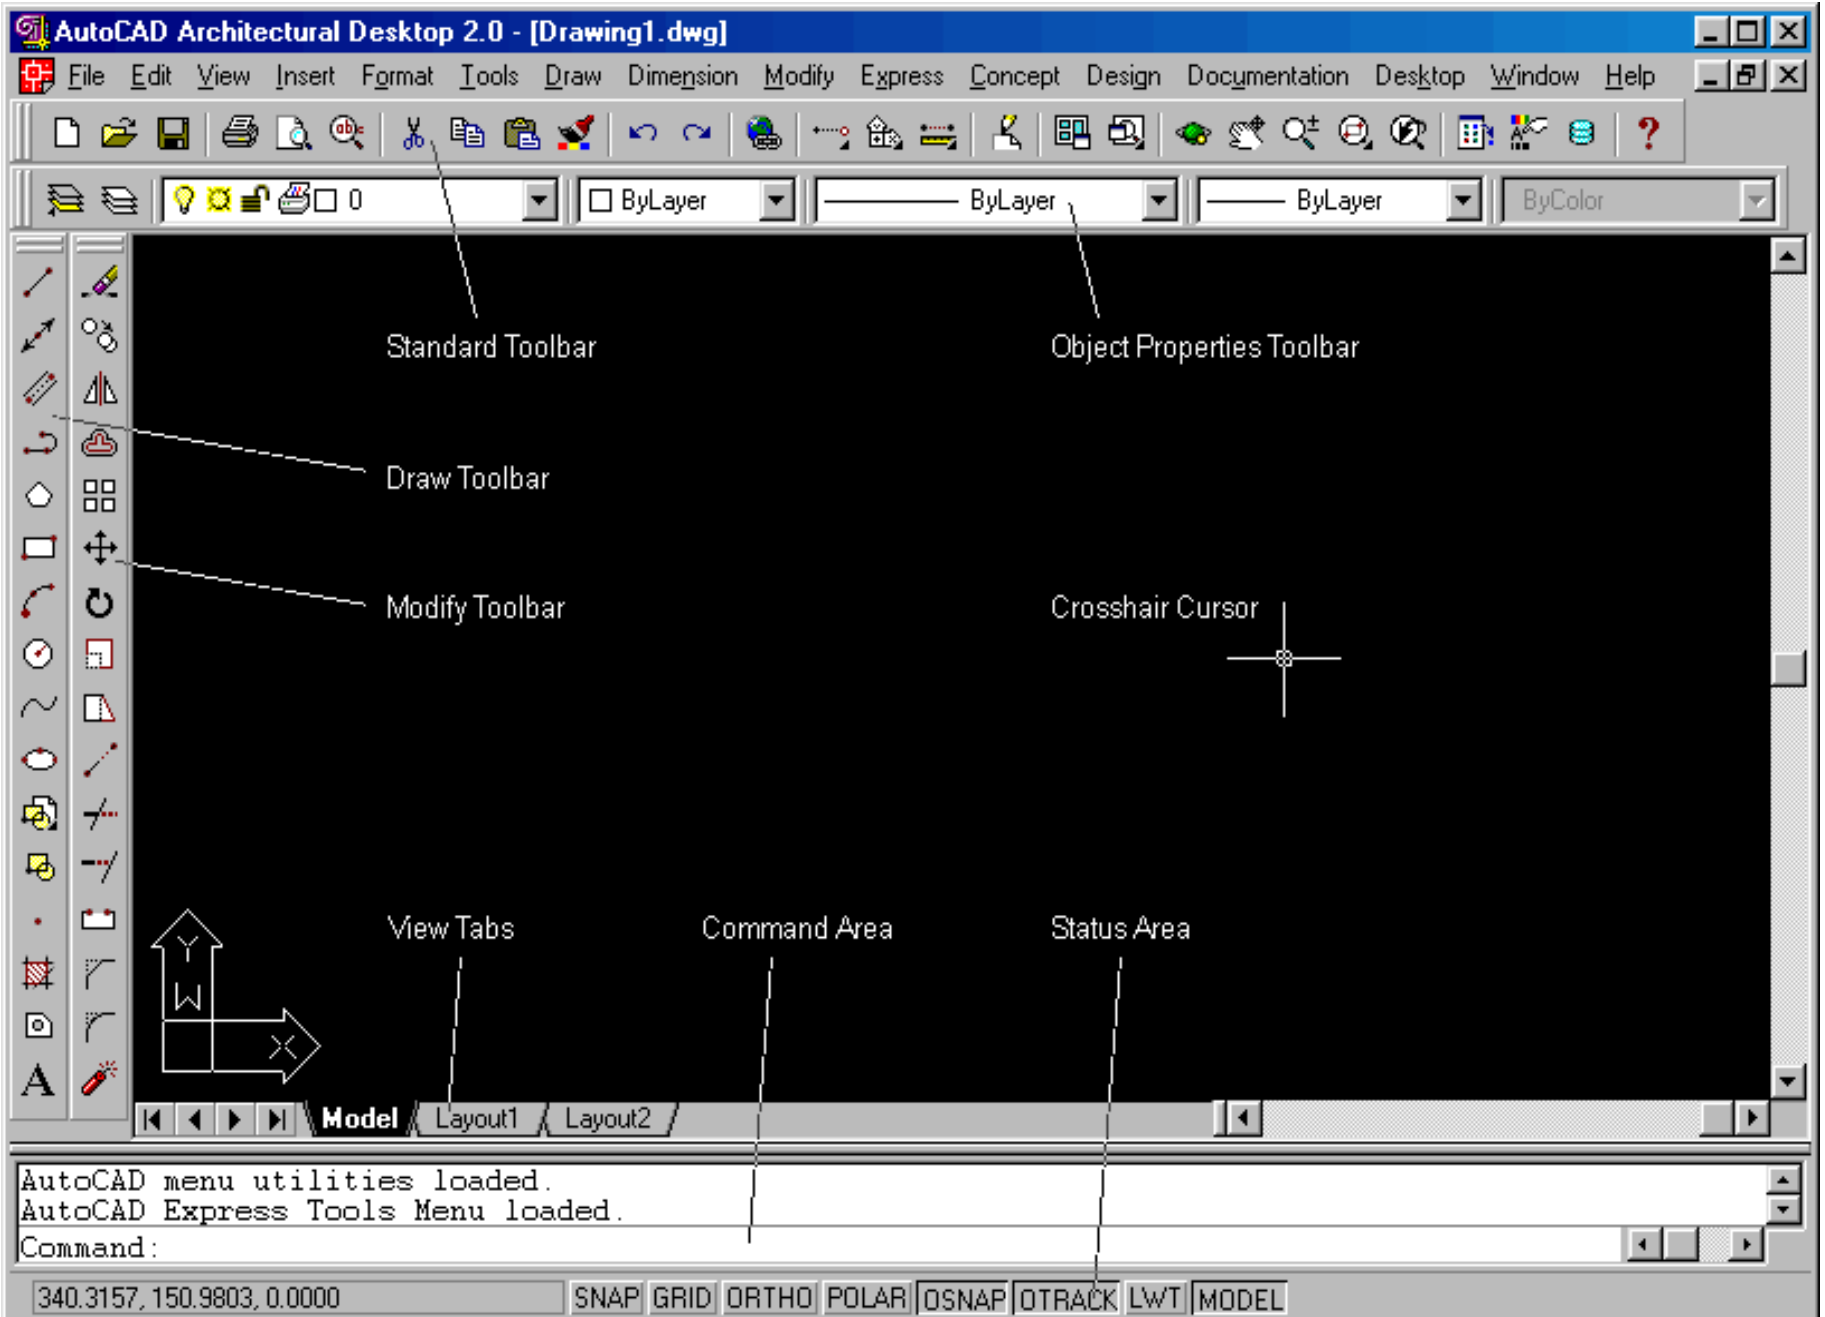 AutoCAD Architectural Desktop 2.0 - [Drawing1.dwg]
File Edit View Insert Format Tools Draw Dimension Modify Express Concept Design Documentation Desktop Window Help
0 ByLayer ByLayer ByLayer ByColor
Standard Toolbar Object Properties Toolbar
Draw Toolbar
Modify Toolbar Crosshair Cursor
View Tabs Command Area Status Area
Y
W
X
A
Model Layout1 Layout2
AutoCAD menu utilities loaded.
AutoCAD Express Tools Menu loaded.
Command:
340.3157, 150.9803, 0.0000 SNAP GRID ORTHO POLAR OSNAP OTRACK LWT MODEL